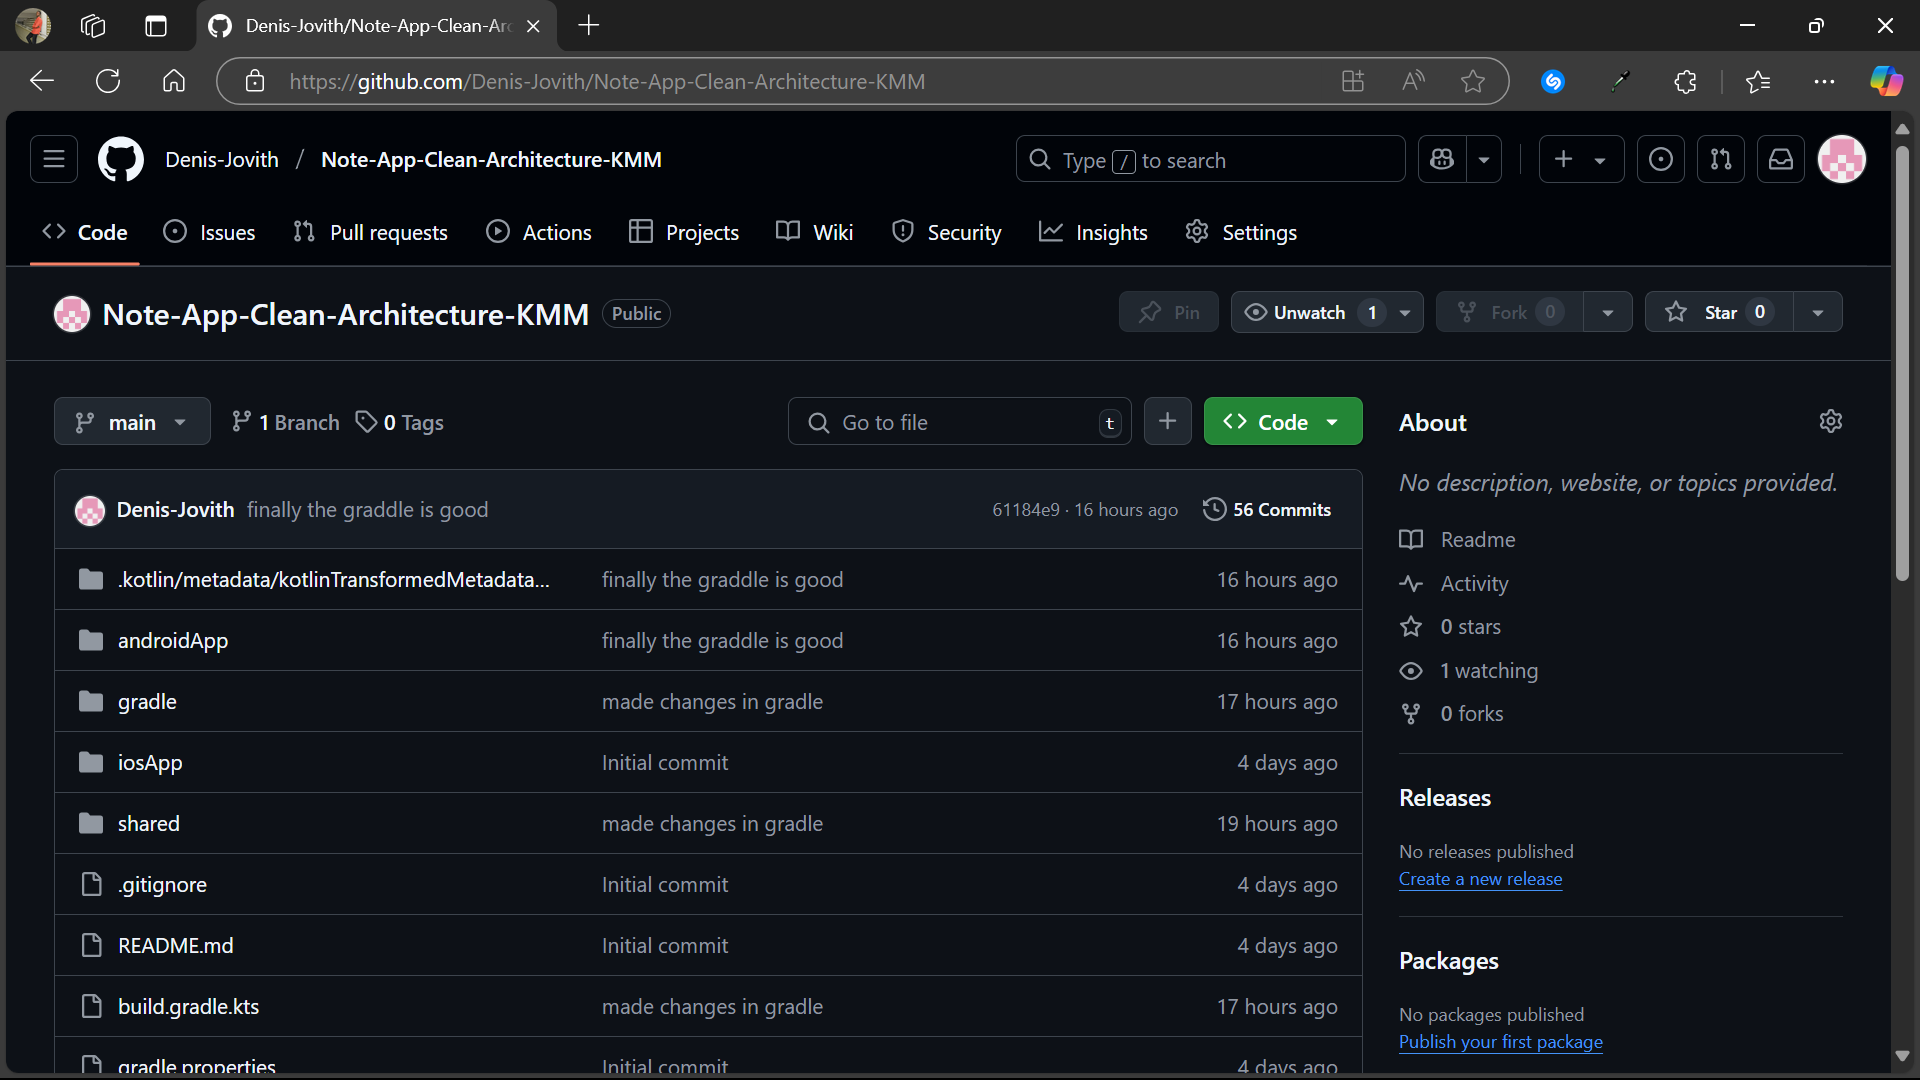 Denis-Jovith/Note-App-Clean-Arc
https://github.com/Denis-Jovith/Note-App-Clean-Architecture-KMM
Denis-Jovith / Note-App-Clean-Architecture-KMM
Type / to search
Code
Issues
Pull requests
Actions
Projects
Wiki
Security
Insights
Settings
Note-App-Clean-Architecture-KMM Public
Pin
Unwatch 1
Fork 0
Star 0
main
1 Branch
0 Tags
Go to file
t
Code
Denis-Jovith finally the graddle is good
61184e9 · 16 hours ago
56 Commits
.kotlin/metadata/kotlinTransformedMetadata... finally the graddle is good 16 hours ago
androidApp finally the graddle is good 16 hours ago
gradle made changes in gradle 17 hours ago
iosApp Initial commit 4 days ago
shared made changes in gradle 19 hours ago
.gitignore Initial commit 4 days ago
README.md Initial commit 4 days ago
build.gradle.kts made changes in gradle 17 hours ago
gradle.properties Initial commit 4 days ago
About
No description, website, or topics provided.
Readme
Activity
0 stars
1 watching
0 forks
Releases
No releases published
Create a new release
Packages
No packages published
Publish your first package